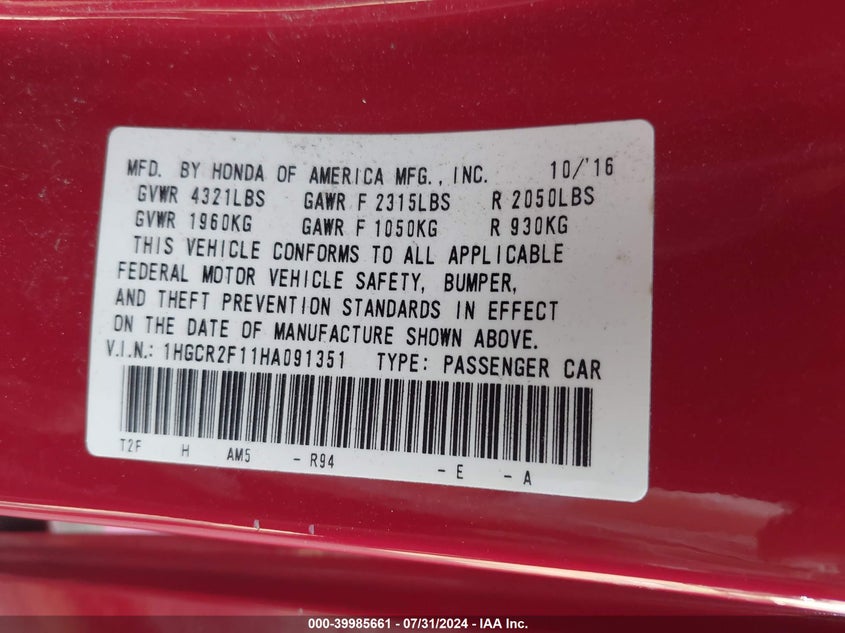 MFD. BY HONDA OF AMERICA MFG., INC. 10/'16
GVWR 4321LBS GAWR F 2315LBS R 2050LBS
GVWR 1960KG GAWR F 1050KG R 930KG
THIS VEHICLE CONFORMS TO ALL APPLICABLE
FEDERAL MOTOR VEHICLE SAFETY, BUMPER,
AND THEFT PREVENTION STANDARDS IN EFFECT
ON THE DATE OF MANUFACTURE SHOWN ABOVE.
V.I.N.: 1HGCR2F11HA091351 TYPE: PASSENGER CAR
T2F H AM5 - R94 - E - A
000-39985661 / 07/31/2024 - IAA Inc.